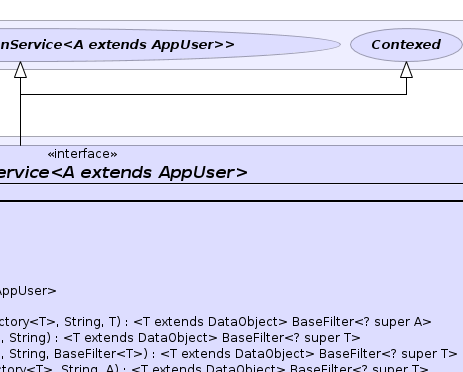 nService<A extends AppUser>>
Contexed
«interface»
ervice<A extends AppUser>
AppUser>
ctory<T>, String, T) : <T extends DataObject> BaseFilter<? super A>
, String) : <T extends DataObject> BaseFilter<? super T>
, String, BaseFilter<T>) : <T extends DataObject> BaseFilter<? super T>
ctory<T>, String, A) : <T extends DataObject> BaseFilter<? super T>